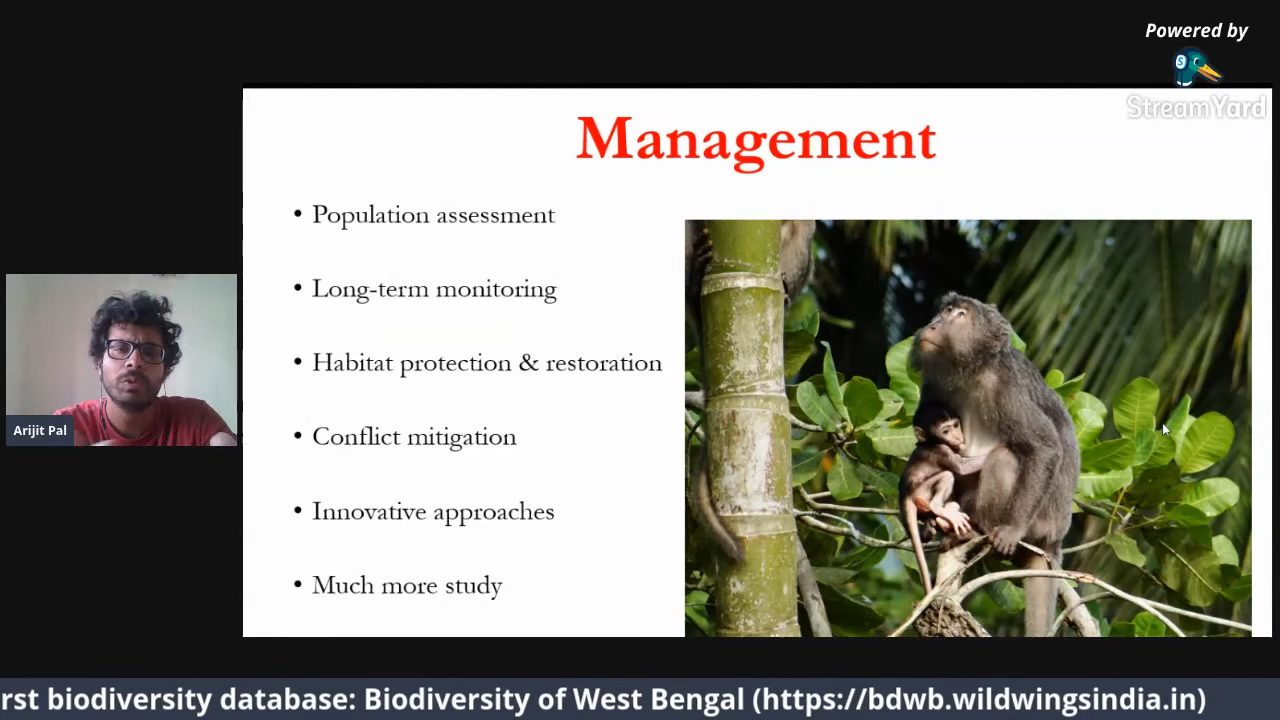 Powered by
StreamYard
Management
• Population assessment
• Long-term monitoring
• Habitat protection & restoration
• Conflict mitigation
• Innovative approaches
• Much more study
Arijit Pal
rst biodiversity database: Biodiversity of West Bengal (https://bdwb.wildwingsindia.in)